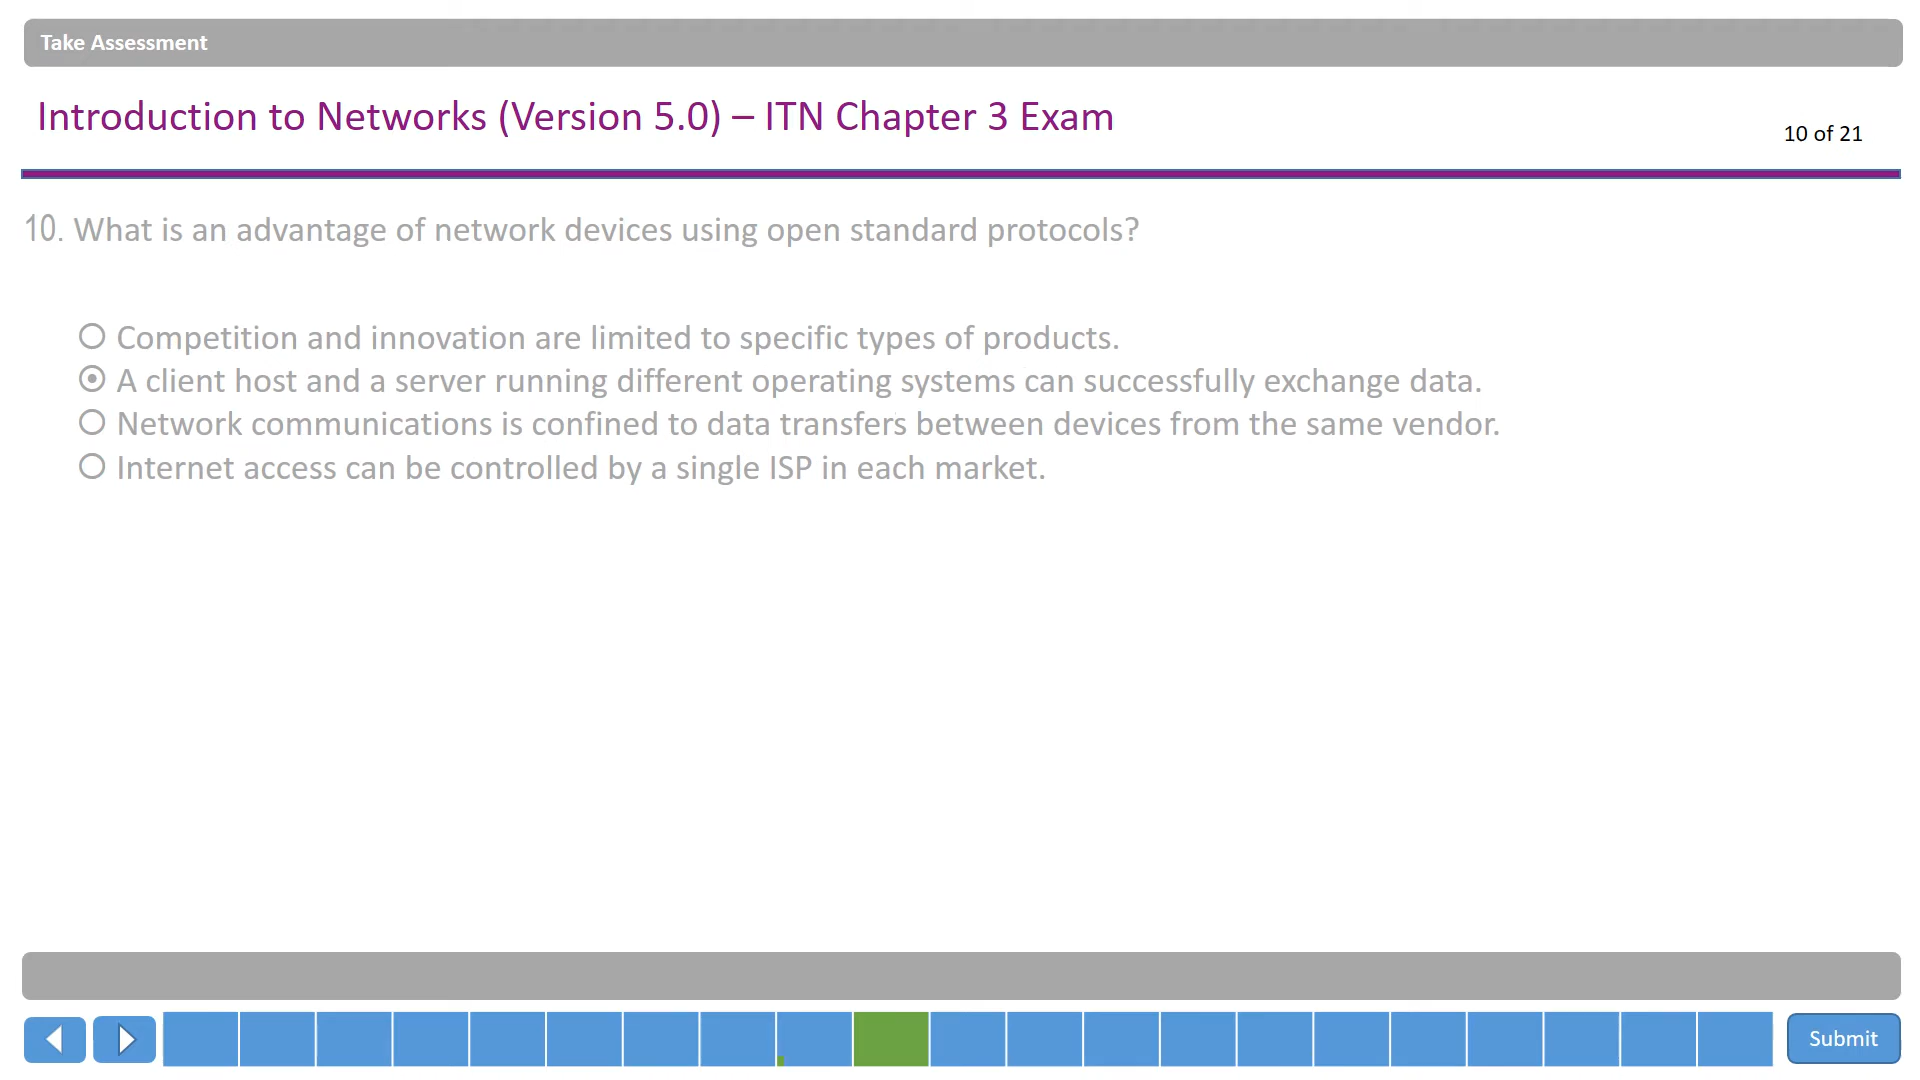 Take Assessment
Introduction to Networks (Version 5.0) – ITN Chapter 3 Exam
10 of 21
10. What is an advantage of network devices using open standard protocols?
Competition and innovation are limited to specific types of products.
A client host and a server running different operating systems can successfully exchange data.
Network communications is confined to data transfers between devices from the same vendor.
Internet access can be controlled by a single ISP in each market.
Submit